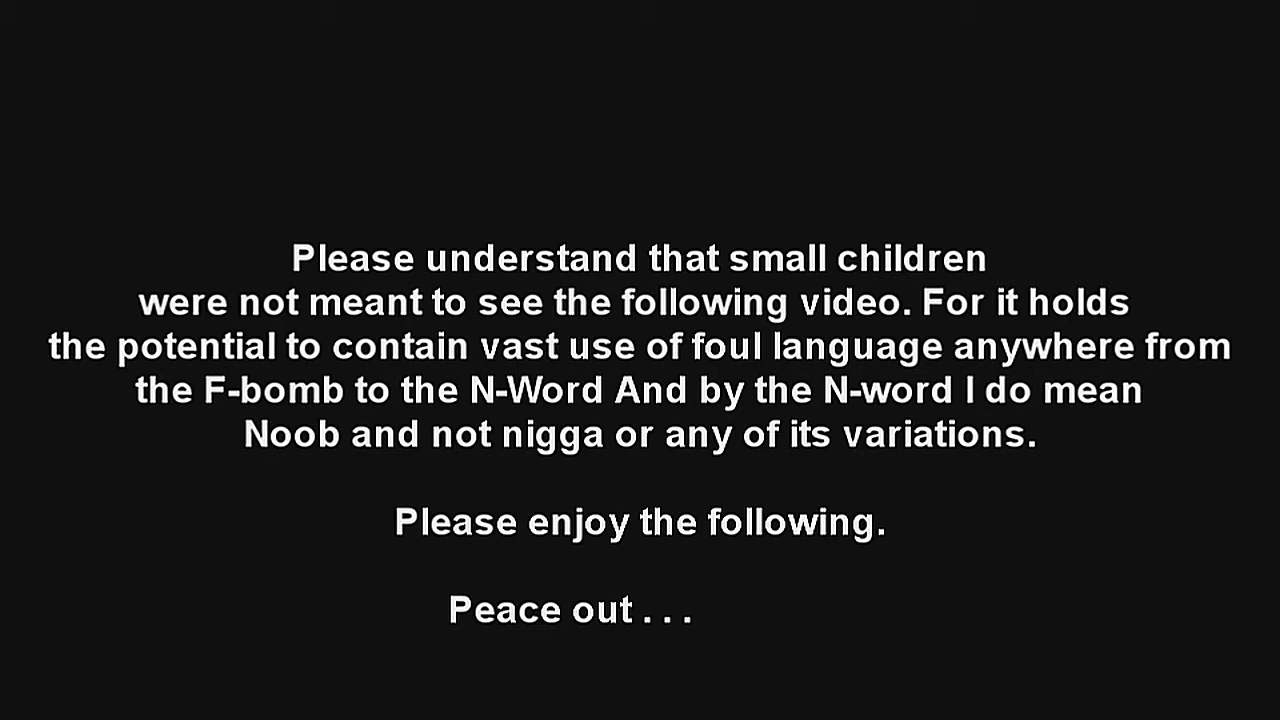 Please understand that small children
were not meant to see the following video. For it holds
the potential to contain vast use of foul language anywhere from
the F-bomb to the N-Word And by the N-word I do mean
Noob and not nigga or any of its variations.
Please enjoy the following.
Peace out . . .